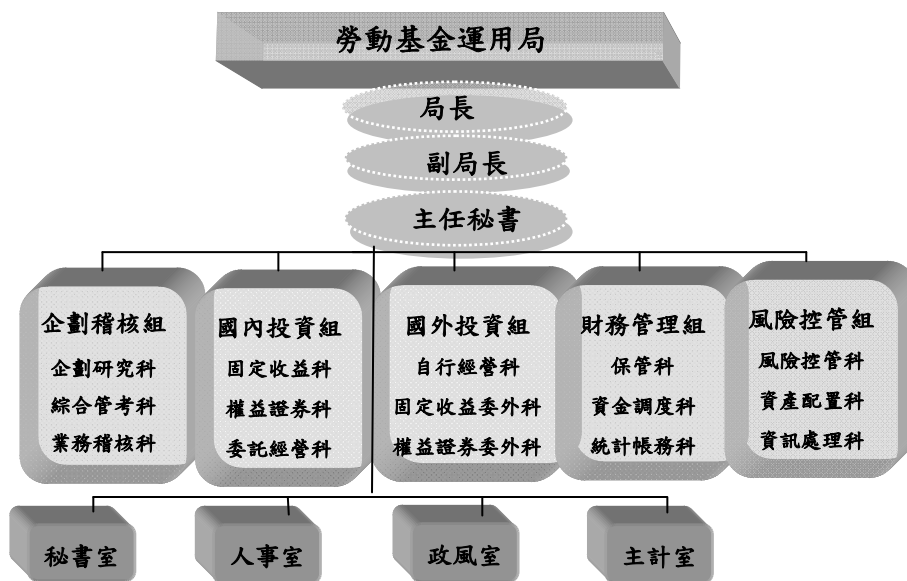 勞動基金運用局
局長
副局長
主任秘書
企劃稽核組
企劃研究科
綜合管考科
業務稽核科
國內投資組
固定收益科
權益證券科
委託經營科
國外投資組
自行經營科
固定收益委外科
權益證券委外科
財務管理組
保管科
資金調度科
統計帳務科
風險控管組
風險控管科
資產配置科
資訊處理科
秘書室
人事室
政風室
主計室